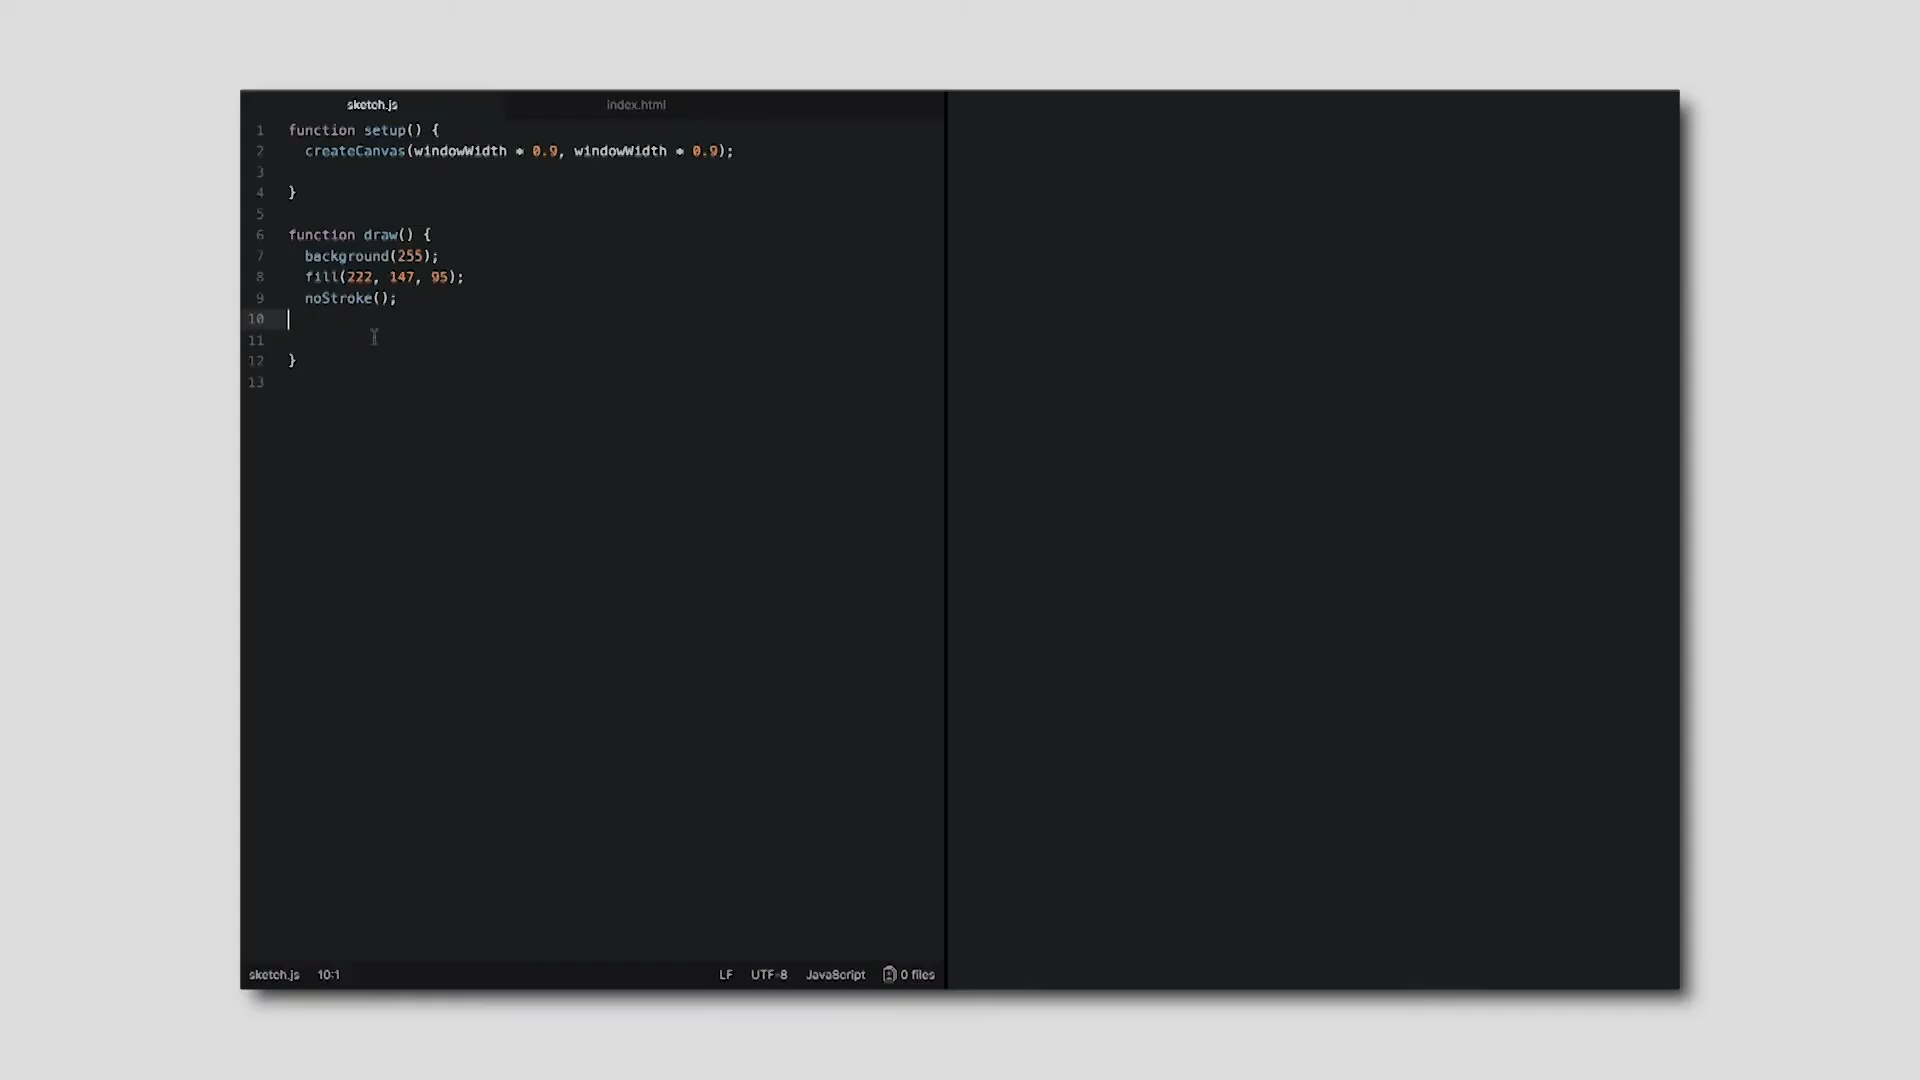 sketch.js index.html
1 function setup() {
2 createCanvas(windowWidth * 0.9, windowWidth * 0.9);
3
4 }
5
6 function draw() {
7 background(255);
8 fill(222, 147, 95);
9 noStroke();
10
11
12 }
13
sketch.js 10:1 LF UTF-8 JavaScript 0 files